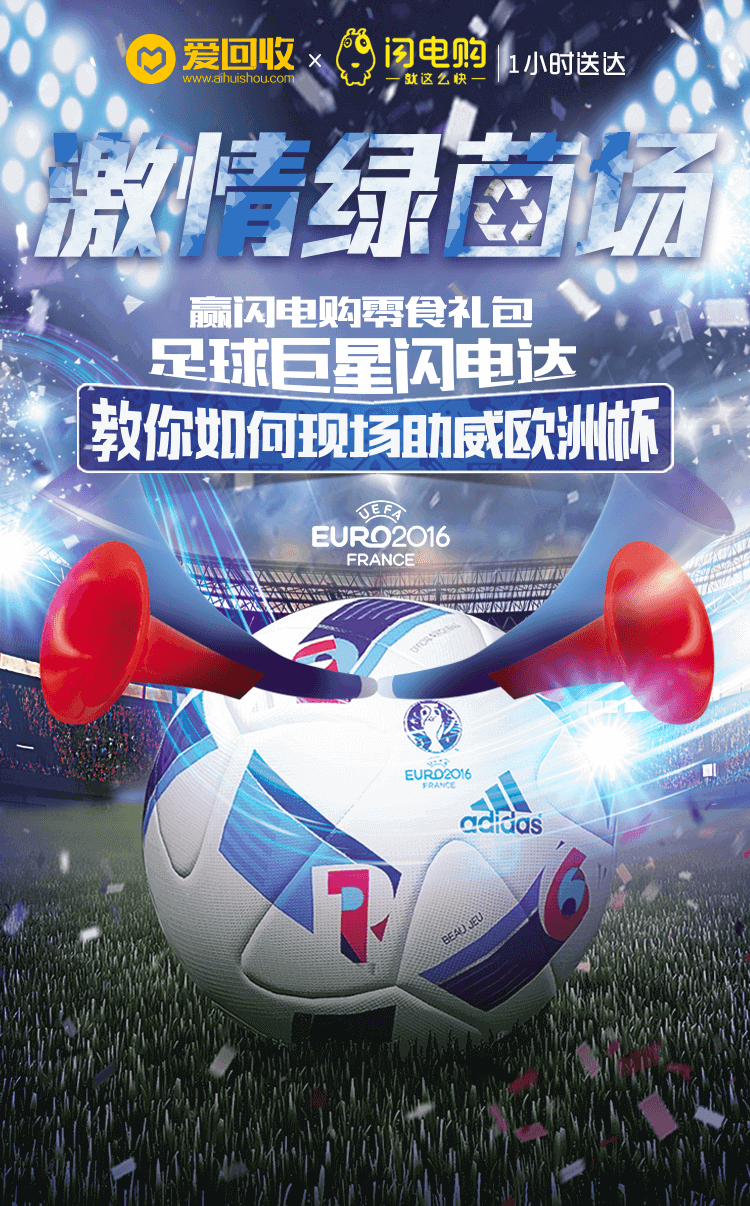 爱回收 × 闪电购 1小时送达
www.aihuishou.com 就这么快
激情绿茵场
赢闪电购零食礼包
足球巨星闪电达
教你如何现场助威欧洲杯
UEFA
EURO2016
FRANCE
EURO2016
FRANCE
adidas
BEAU JEU